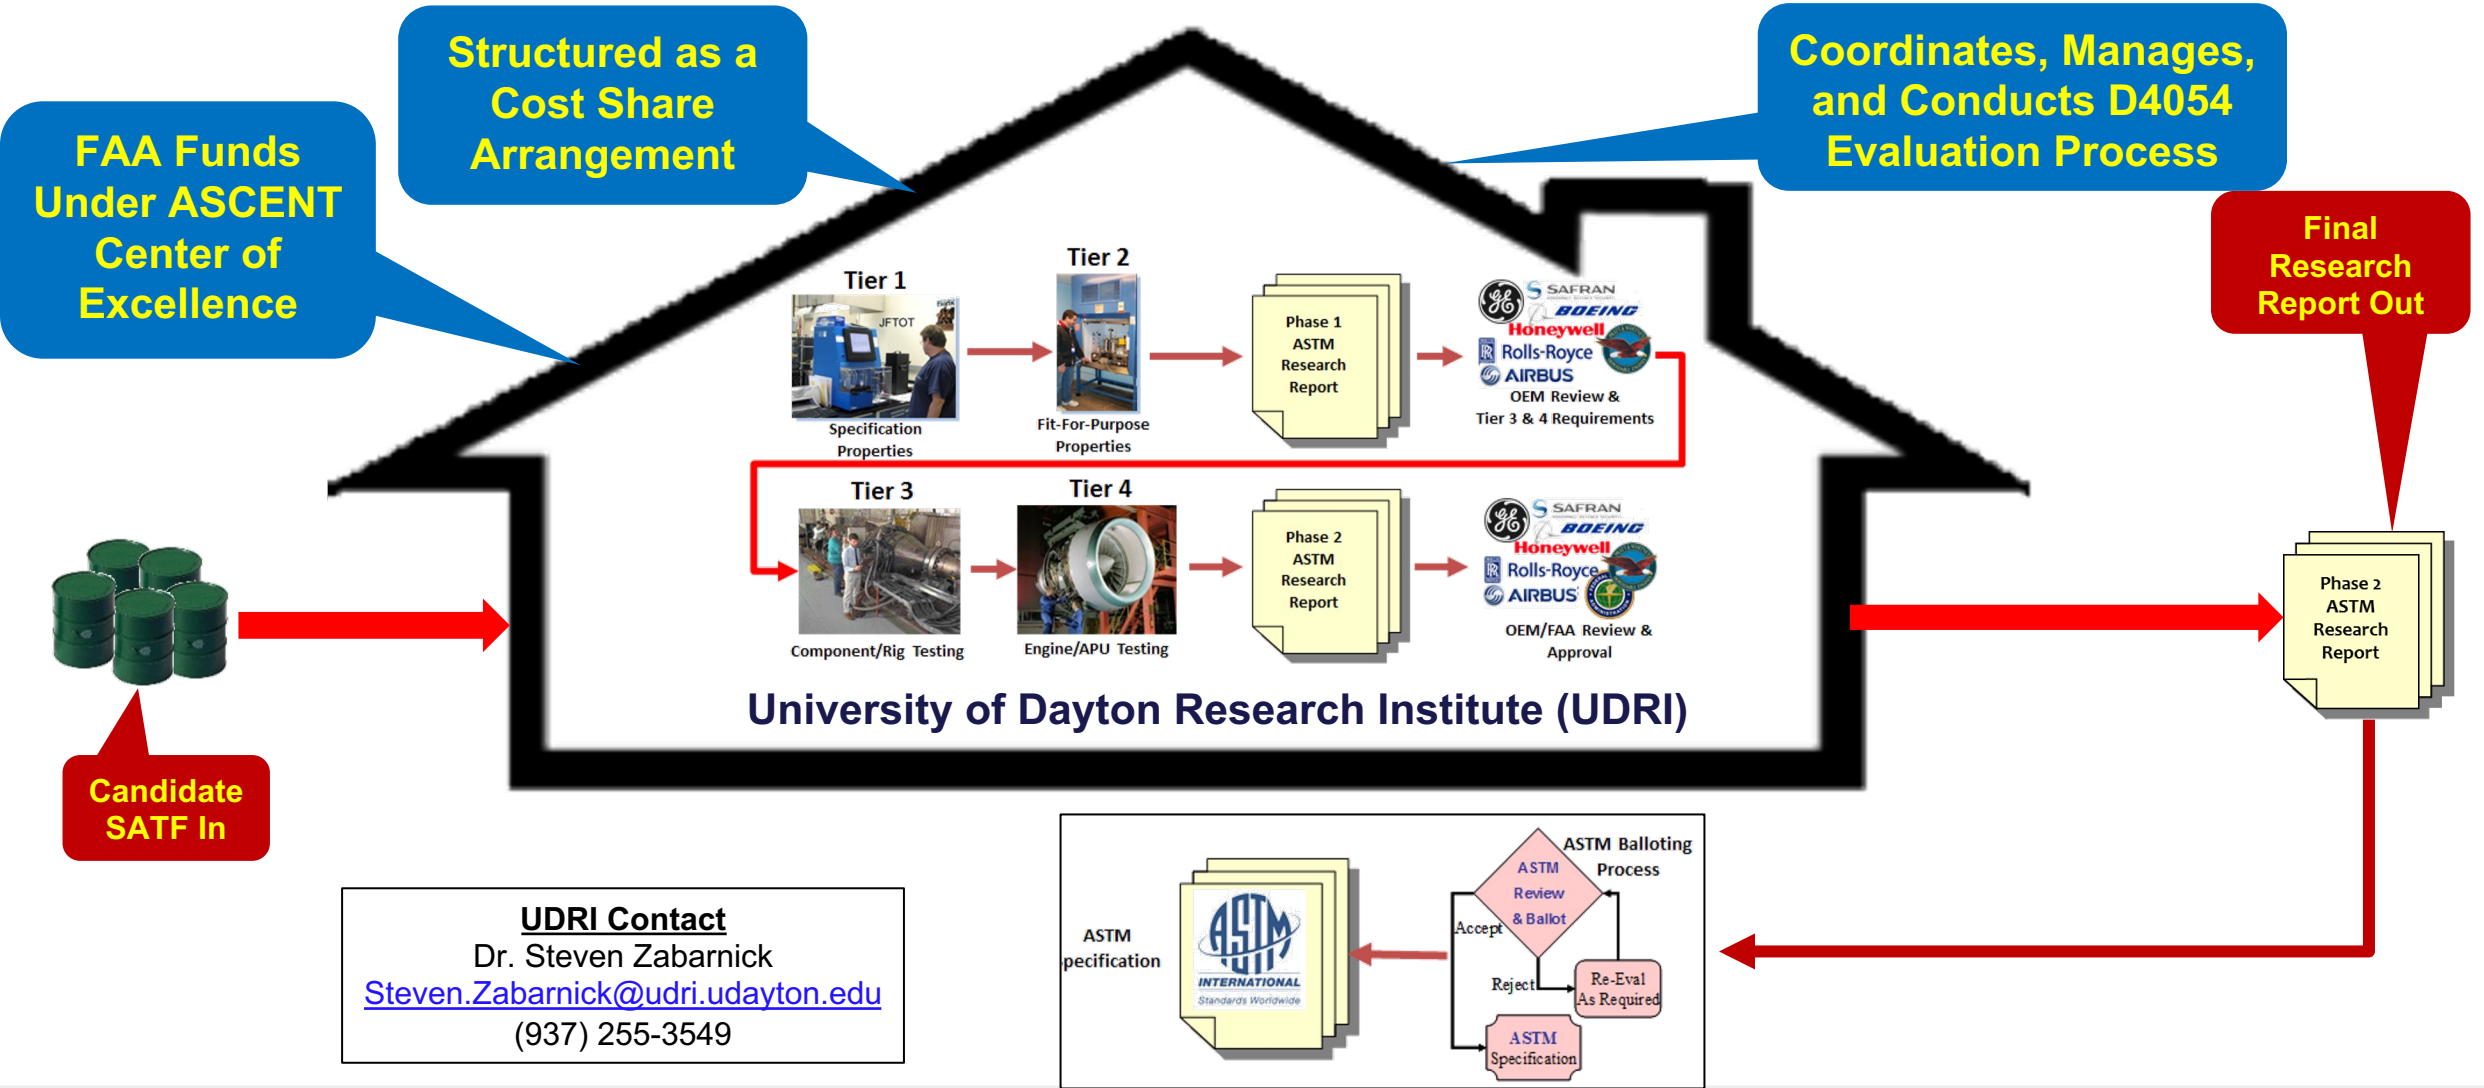 FAA Funds
Under ASCENT
Center of
Excellence
Structured as a
Cost Share
Arrangement
Coordinates, Manages,
and Conducts D4054
Evaluation Process
Final
Research
Report Out
Tier 1
JFTOT
Specification
Properties
Tier 2
Fit-For-Purpose
Properties
Phase 1
ASTM
Research
Report
GE
SAFRAN
BOEING
Honeywell
Rolls-Royce
AIRBUS
OEM Review &
Tier 3 & 4 Requirements
Tier 3
Component/Rig Testing
Tier 4
Engine/APU Testing
Phase 2
ASTM
Research
Report
GE
SAFRAN
BOEING
Honeywell
Rolls-Royce
AIRBUS
OEM/FAA Review &
Approval
University of Dayton Research Institute (UDRI)
Candidate
SATF In
Phase 2
ASTM
Research
Report
UDRI Contact
Dr. Steven Zabarnick
Steven.Zabarnick@udri.udayton.edu
(937) 255-3549
ASTM
pecification
ASTM
INTERNATIONAL
Standards Worldwide
ASTM Balloting
Process
ASTM
Review
& Ballot
Accept
Reject
Re-Eval
As Required
ASTM
Specification